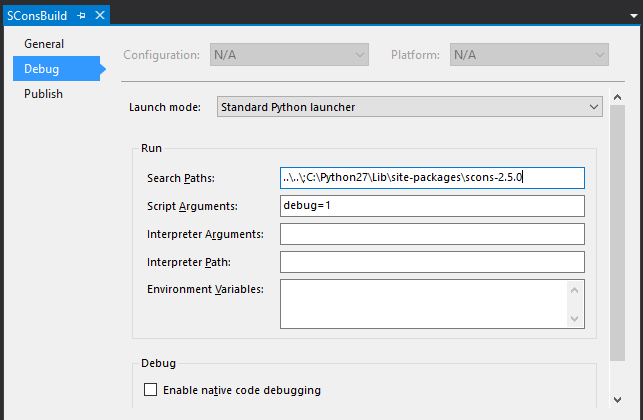 SConsBuild
General
Debug
Publish
Configuration: N/A Platform: N/A
Launch mode: Standard Python launcher
Run
Search Paths: ..\..\;C:\Python27\Lib\site-packages\scons-2.5.0
Script Arguments: debug=1
Interpreter Arguments:
Interpreter Path:
Environment Variables:
Debug
Enable native code debugging